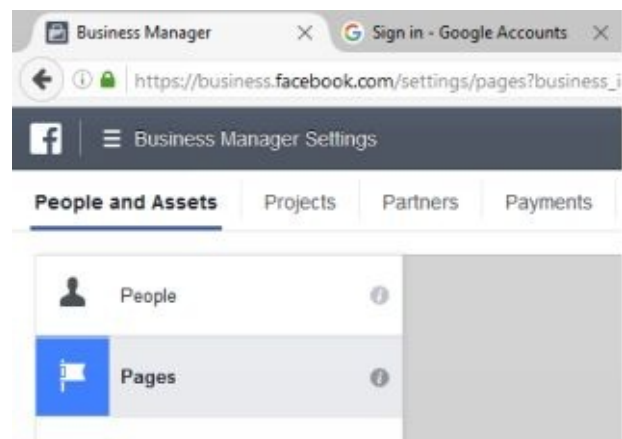 Business Manager
Sign in - Google Accounts
https://business.facebook.com/settings/pages?business_i
Business Manager Settings
People and Assets Projects Partners Payments
People
Pages